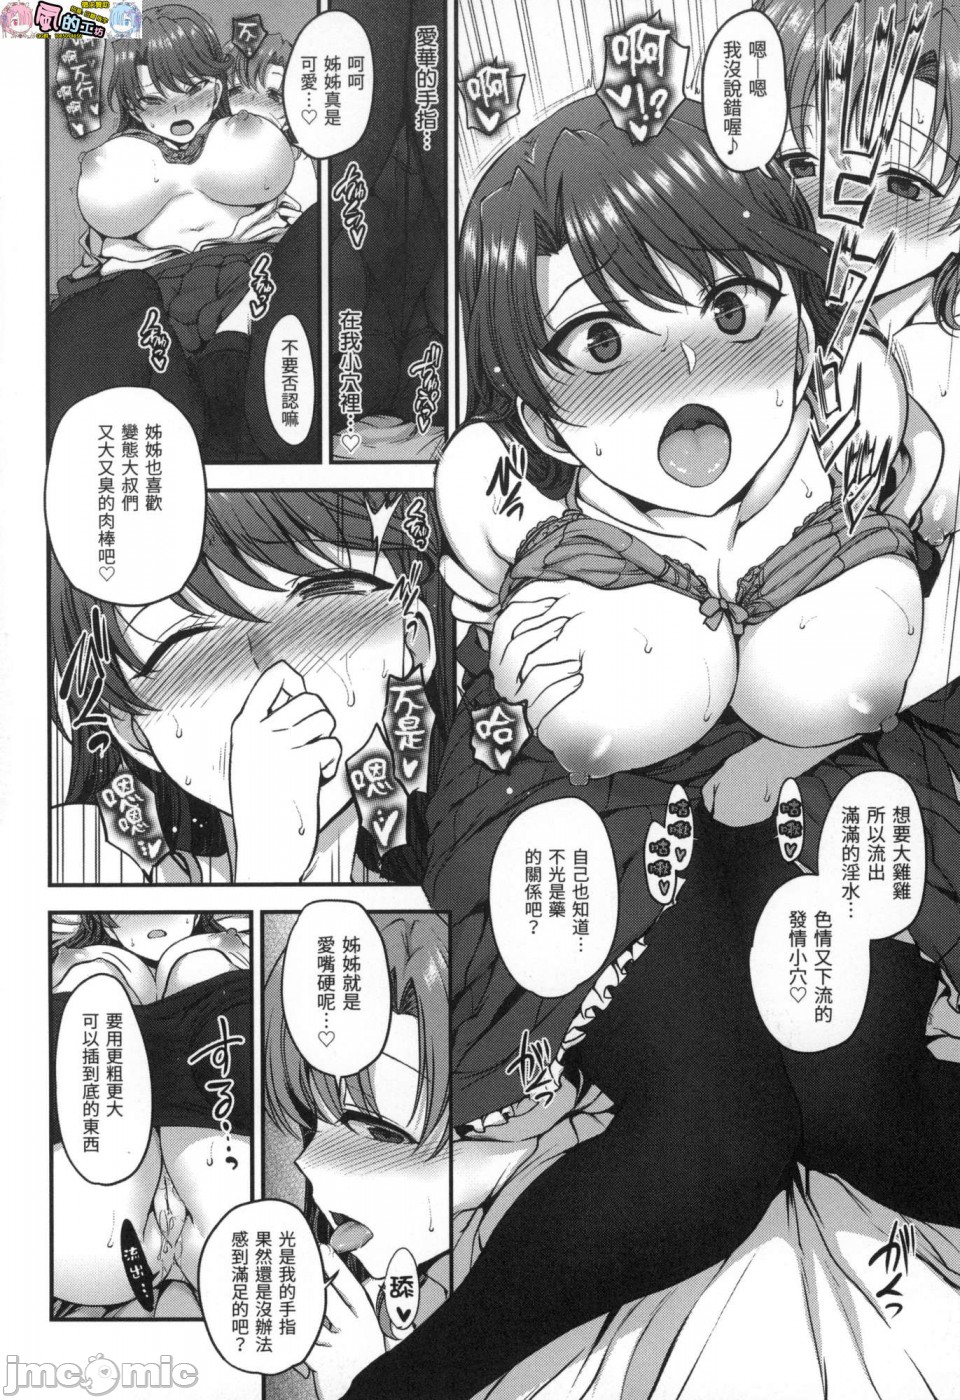 嗯 嗯
我沒說錯喔♪
啊♥
啊!?♥
啊♥
哈♥
想要大雞雞
所以流出
滿滿的淫水…
色情又下流的
發情小穴♡
自己也知道…
不光是藥
的關係吧?
愛華的手指…
在我小穴裡…♡
呵呵
姊姊真是
可愛…♡
不要否認嘛
姊姊也喜歡
變態大叔們
又大又臭的肉棒吧♡
不是♥
嗯…
嗯♥
姊姊就是
愛嘴硬呢…♡
舔♥
光是我的手指
果然還是沒辦法
感到滿足的吧?
要用更粗更大
可以插到底的東西
する…
流出…
風的工坊
jmcomic